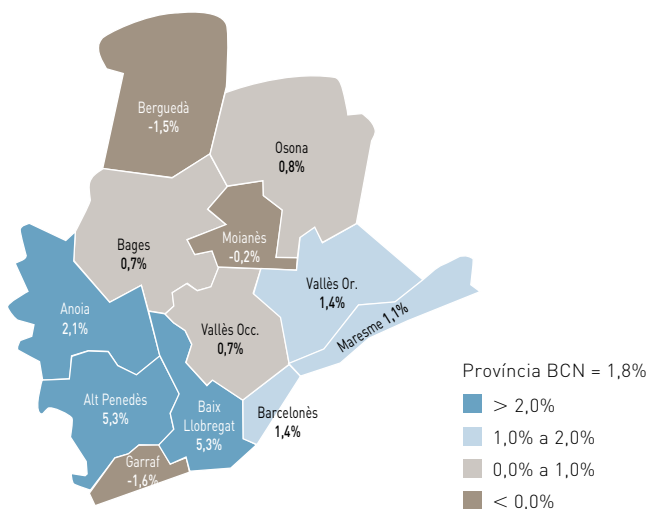 Berguedà
-1,5%
Osona
0,8%
Bages
0,7%
Moianès
-0,2%
Vallès Or.
1,4%
Maresme 1,1%
Anoia
2,1%
Vallès Occ.
0,7%
Alt Penedès
5,3%
Baix
Llobregat
5,3%
Barcelonès
1,4%
Garraf
-1,6%
Província BCN = 1,8%
> 2,0%
1,0% a 2,0%
0,0% a 1,0%
< 0,0%